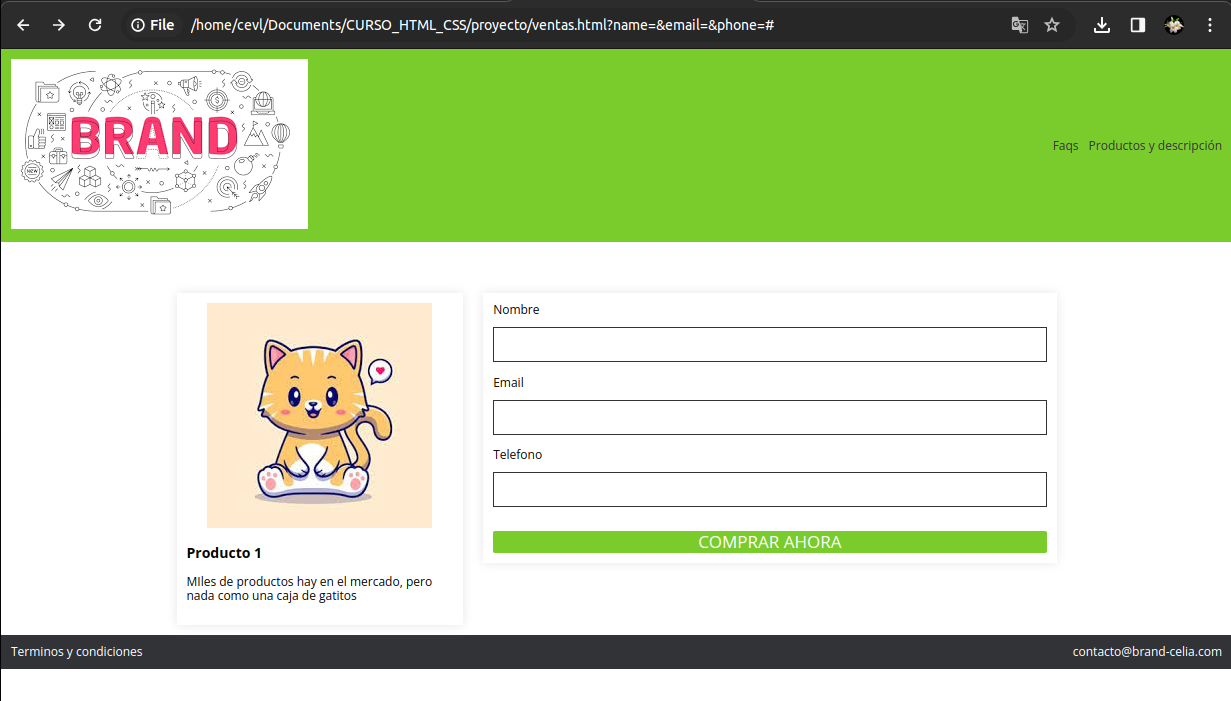 File /home/cevl/Documents/CURSO_HTML_CSS/proyecto/ventas.html?name=&email=&phone=#
BRAND
NEW
Faqs Productos y descripción
Nombre
Email
Telefono
COMPRAR AHORA
Producto 1
MIles de productos hay en el mercado, pero
nada como una caja de gatitos
Terminos y condiciones
contacto@brand-celia.com